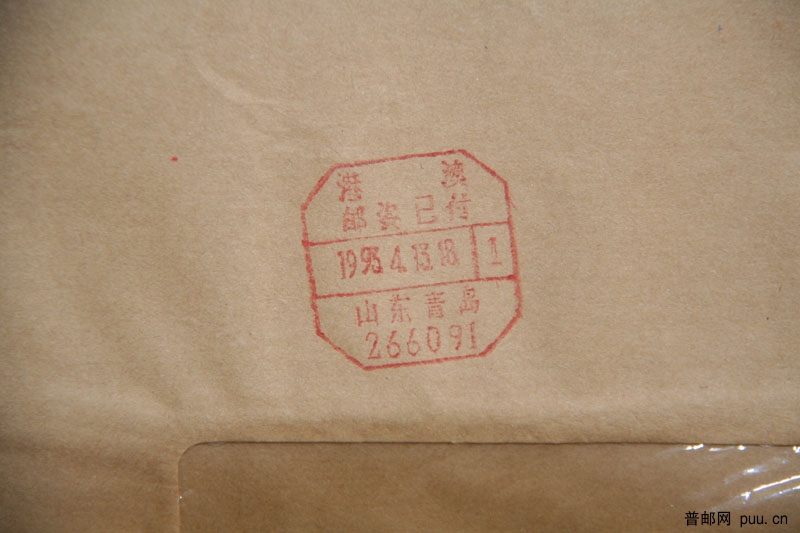 港 澳
邮资已付
1995.4.13.18 1
山东青岛
266091
普邮网 puu.cn